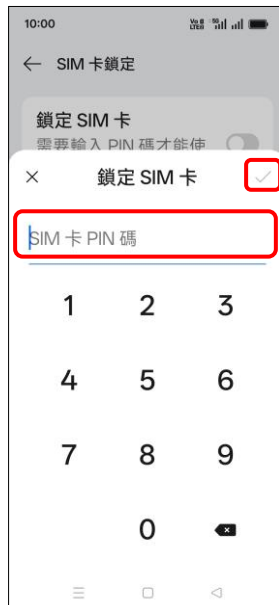 10:00
SIM 卡鎖定
鎖定 SIM 卡
需要輸入 PIN 碼才能使
鎖定 SIM 卡
SIM 卡 PIN 碼
1 2 3
4 5 6
7 8 9
0